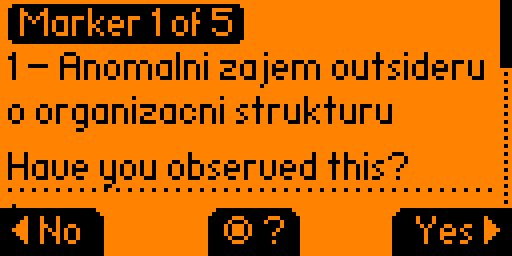 Marker 1 of 5
1 – Anomalni zajem outsideru
o organizacni strukturu
Have you observed this?
No
?
Yes